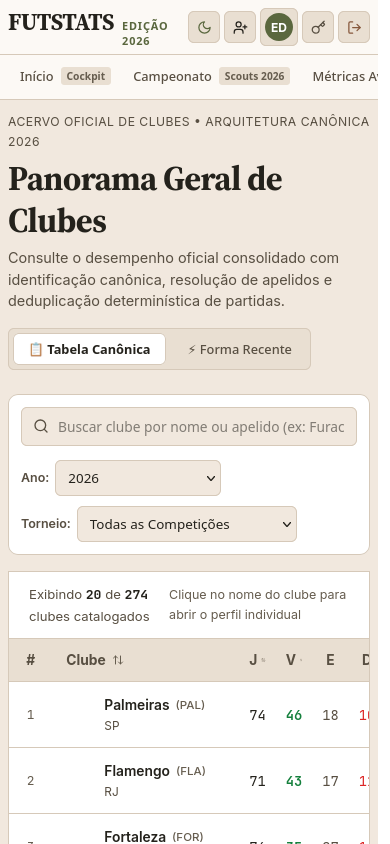 FUTSTATS EDIÇÃO 2026 ED
Início Cockpit Campeonato Scouts 2026 Métricas Av
ACERVO OFICIAL DE CLUBES • ARQUITETURA CANÔNICA
2026
Panorama Geral de
Clubes
Consulte o desempenho oficial consolidado com
identificação canônica, resolução de apelidos e
deduplicação determinística de partidas.
📋 Tabela Canônica ⚡ Forma Recente
Buscar clube por nome ou apelido (ex: Furac
Ano: 2026
Torneio: Todas as Competições
Exibindo 20 de 274 clubes catalogados
Clique no nome do clube para abrir o perfil individual
# Clube J V E D
1 Palmeiras (PAL) 74 46 18
SP
2 Flamengo (FLA) 71 43 17
RJ
Fortaleza (FOR)